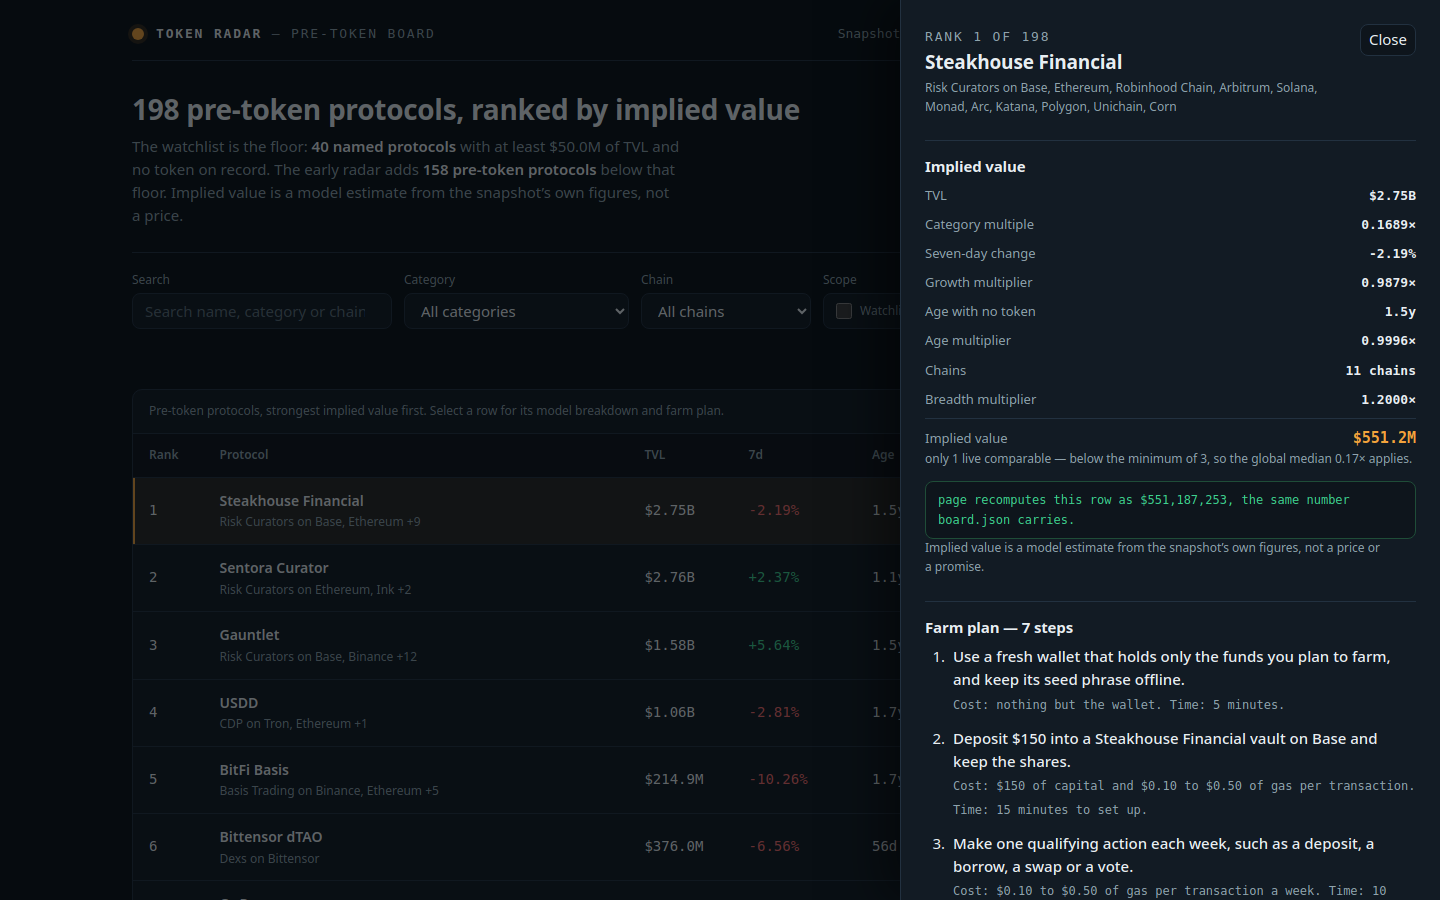 TOKEN RADAR — PRE-TOKEN BOARD
Snapshot
198 pre-token protocols, ranked by implied value
The watchlist is the floor: 40 named protocols with at least $50.0M of TVL and
no token on record. The early radar adds 158 pre-token protocols below that
floor. Implied value is a model estimate from the snapshot's own figures, not
a price.
Search
Category
Chain
Scope
Search name, category or chain
All categories
All chains
Pre-token protocols, strongest implied value first. Select a row for its model breakdown and farm plan.
Rank Protocol TVL 7d Age
1 Steakhouse Financial $2.75B -2.19% 1.5y
Risk Curators on Base, Ethereum +9
2 Sentora Curator $2.76B +2.37% 1.1y
Risk Curators on Ethereum, Ink +2
3 Gauntlet $1.58B +5.64% 1.5y
Risk Curators on Base, Binance +12
4 USDD $1.06B -2.81% 1.7y
CDP on Tron, Ethereum +1
5 BitFi Basis $214.9M -10.26% 1.7y
Basis Trading on Binance, Ethereum +5
6 Bittensor dTAO $376.0M -6.56% 56d
Dexs on Bittensor
RANK 1 OF 198
Close
Steakhouse Financial
Risk Curators on Base, Ethereum, Robinhood Chain, Arbitrum, Solana,
Monad, Arc, Katana, Polygon, Unichain, Corn
Implied value
TVL $2.75B
Category multiple 0.1689×
Seven-day change -2.19%
Growth multiplier 0.9879×
Age with no token 1.5y
Age multiplier 0.9996×
Chains 11 chains
Breadth multiplier 1.2000×
Implied value $551.2M
only 1 live comparable — below the minimum of 3, so the global median 0.17× applies.
page recomputes this row as $551,187,253, the same number
board.json carries.
Implied value is a model estimate from the snapshot's own figures, not a price or
a promise.
Farm plan — 7 steps
1. Use a fresh wallet that holds only the funds you plan to farm,
and keep its seed phrase offline.
Cost: nothing but the wallet. Time: 5 minutes.
2. Deposit $150 into a Steakhouse Financial vault on Base and
keep the shares.
Cost: $150 of capital and $0.10 to $0.50 of gas per transaction.
Time: 15 minutes to set up.
3. Make one qualifying action each week, such as a deposit, a
borrow, a swap or a vote.
Cost: $0.10 to $0.50 of gas per transaction a week. Time: 10